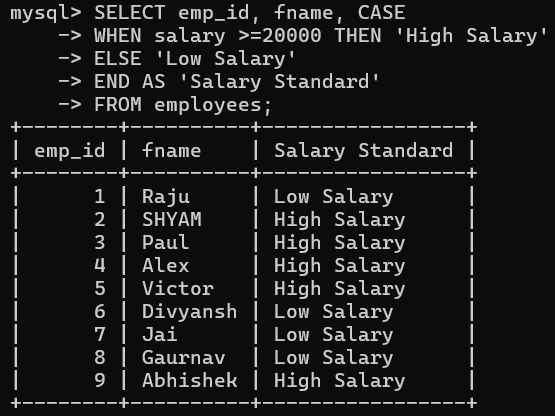 mysql> SELECT emp_id, fname, CASE
    -> WHEN salary >=20000 THEN 'High Salary'
    -> ELSE 'Low Salary'
    -> END AS 'Salary Standard'
    -> FROM employees;
+--------+----------+-----------------+
| emp_id | fname    | Salary Standard |
+--------+----------+-----------------+
|      1 | Raju     | Low Salary      |
|      2 | SHYAM    | High Salary     |
|      3 | Paul     | High Salary     |
|      4 | Alex     | High Salary     |
|      5 | Victor   | High Salary     |
|      6 | Divyansh | Low Salary      |
|      7 | Jai      | Low Salary      |
|      8 | Gaurnav  | Low Salary      |
|      9 | Abhishek | High Salary     |
+--------+----------+-----------------+